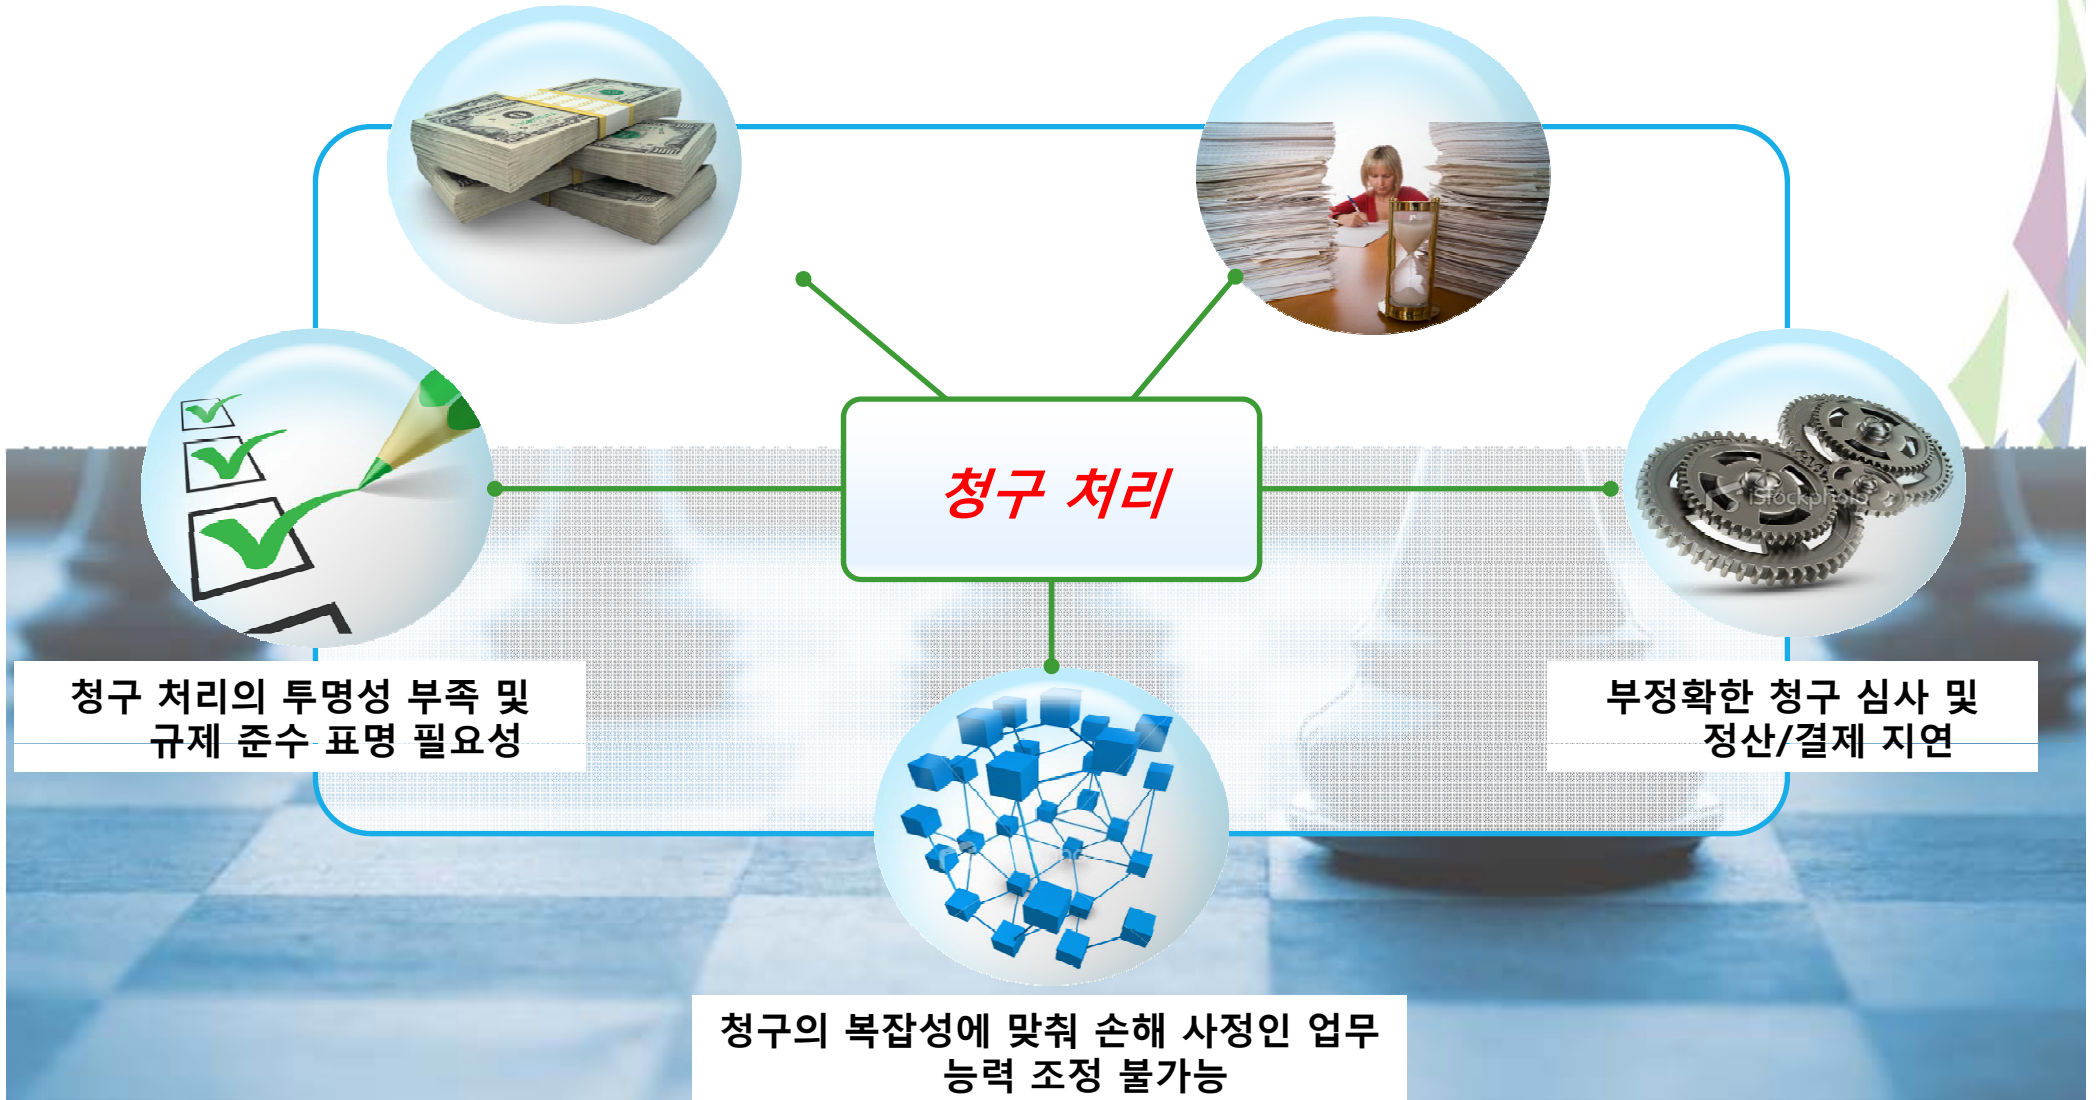 청구 처리
iStockphoto
청구 처리의 투명성 부족 및
규제 준수 표명 필요성
부정확한 청구 심사 및
정산/결제 지연
청구의 복잡성에 맞춰 손해 사정인 업무
능력 조정 불가능